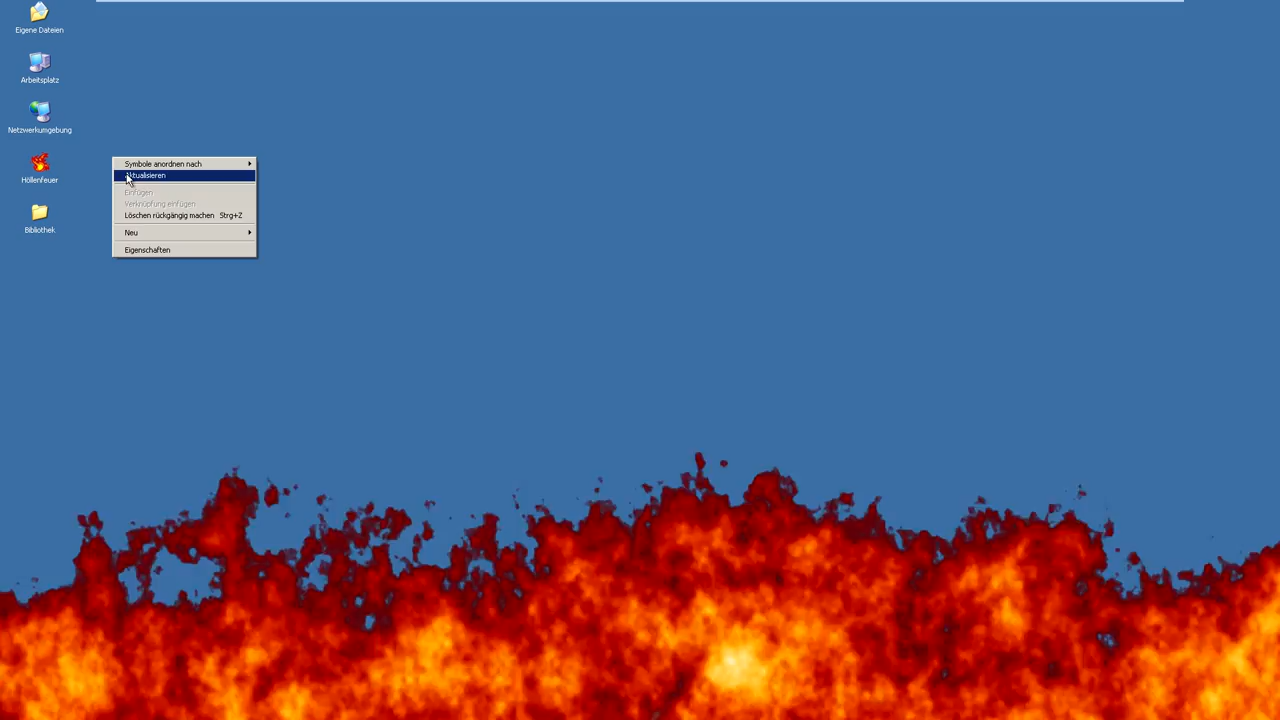 Eigene Dateien
Arbeitsplatz
Netzwerkumgebung
Höllenfeuer
Bibliothek
Symbole anordnen nach
Aktualisieren
Einfügen
Verknüpfung einfügen
Löschen rückgängig machen Strg+Z
Neu
Eigenschaften